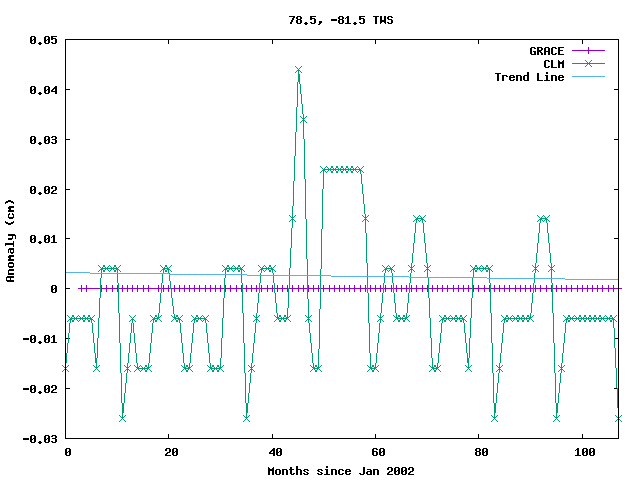 78.5, -81.5 TWS
0.05
0.04
0.03
0.02
0.01
0
-0.01
-0.02
-0.03
Anomaly (cm)
GRACE
CLM
Trend Line
0 20 40 60 80 100
Months since Jan 2002